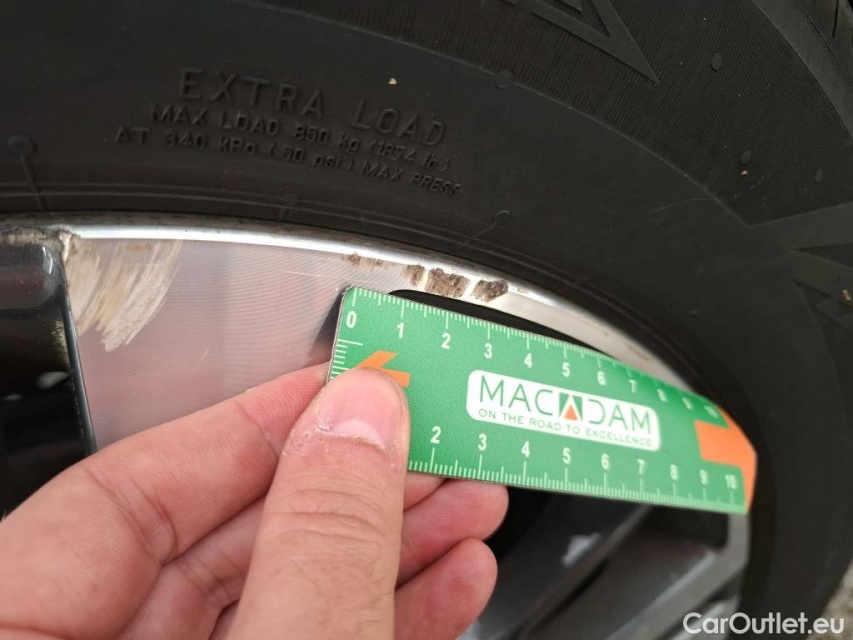 EXTRA LOAD
MAX LOAD 850 kg (1874 lb)
AT 340 KPa (50 psi) MAX PRESS
0 1 2 3 4 5 6 7 8 9 10
MACADAM
ON THE ROAD TO EXCELLENCE
2 3 4 5 6 7 8 9 10
CarOutlet.eu